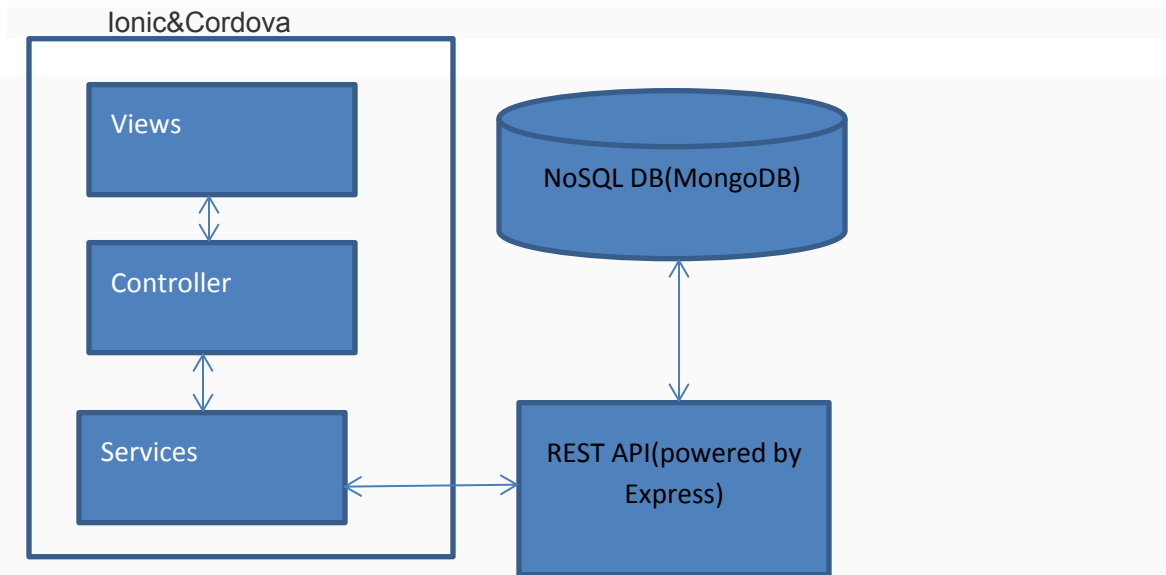 Ionic&Cordova
Views
Controller
Services
NoSQL DB(MongoDB)
REST API(powered by
Express)